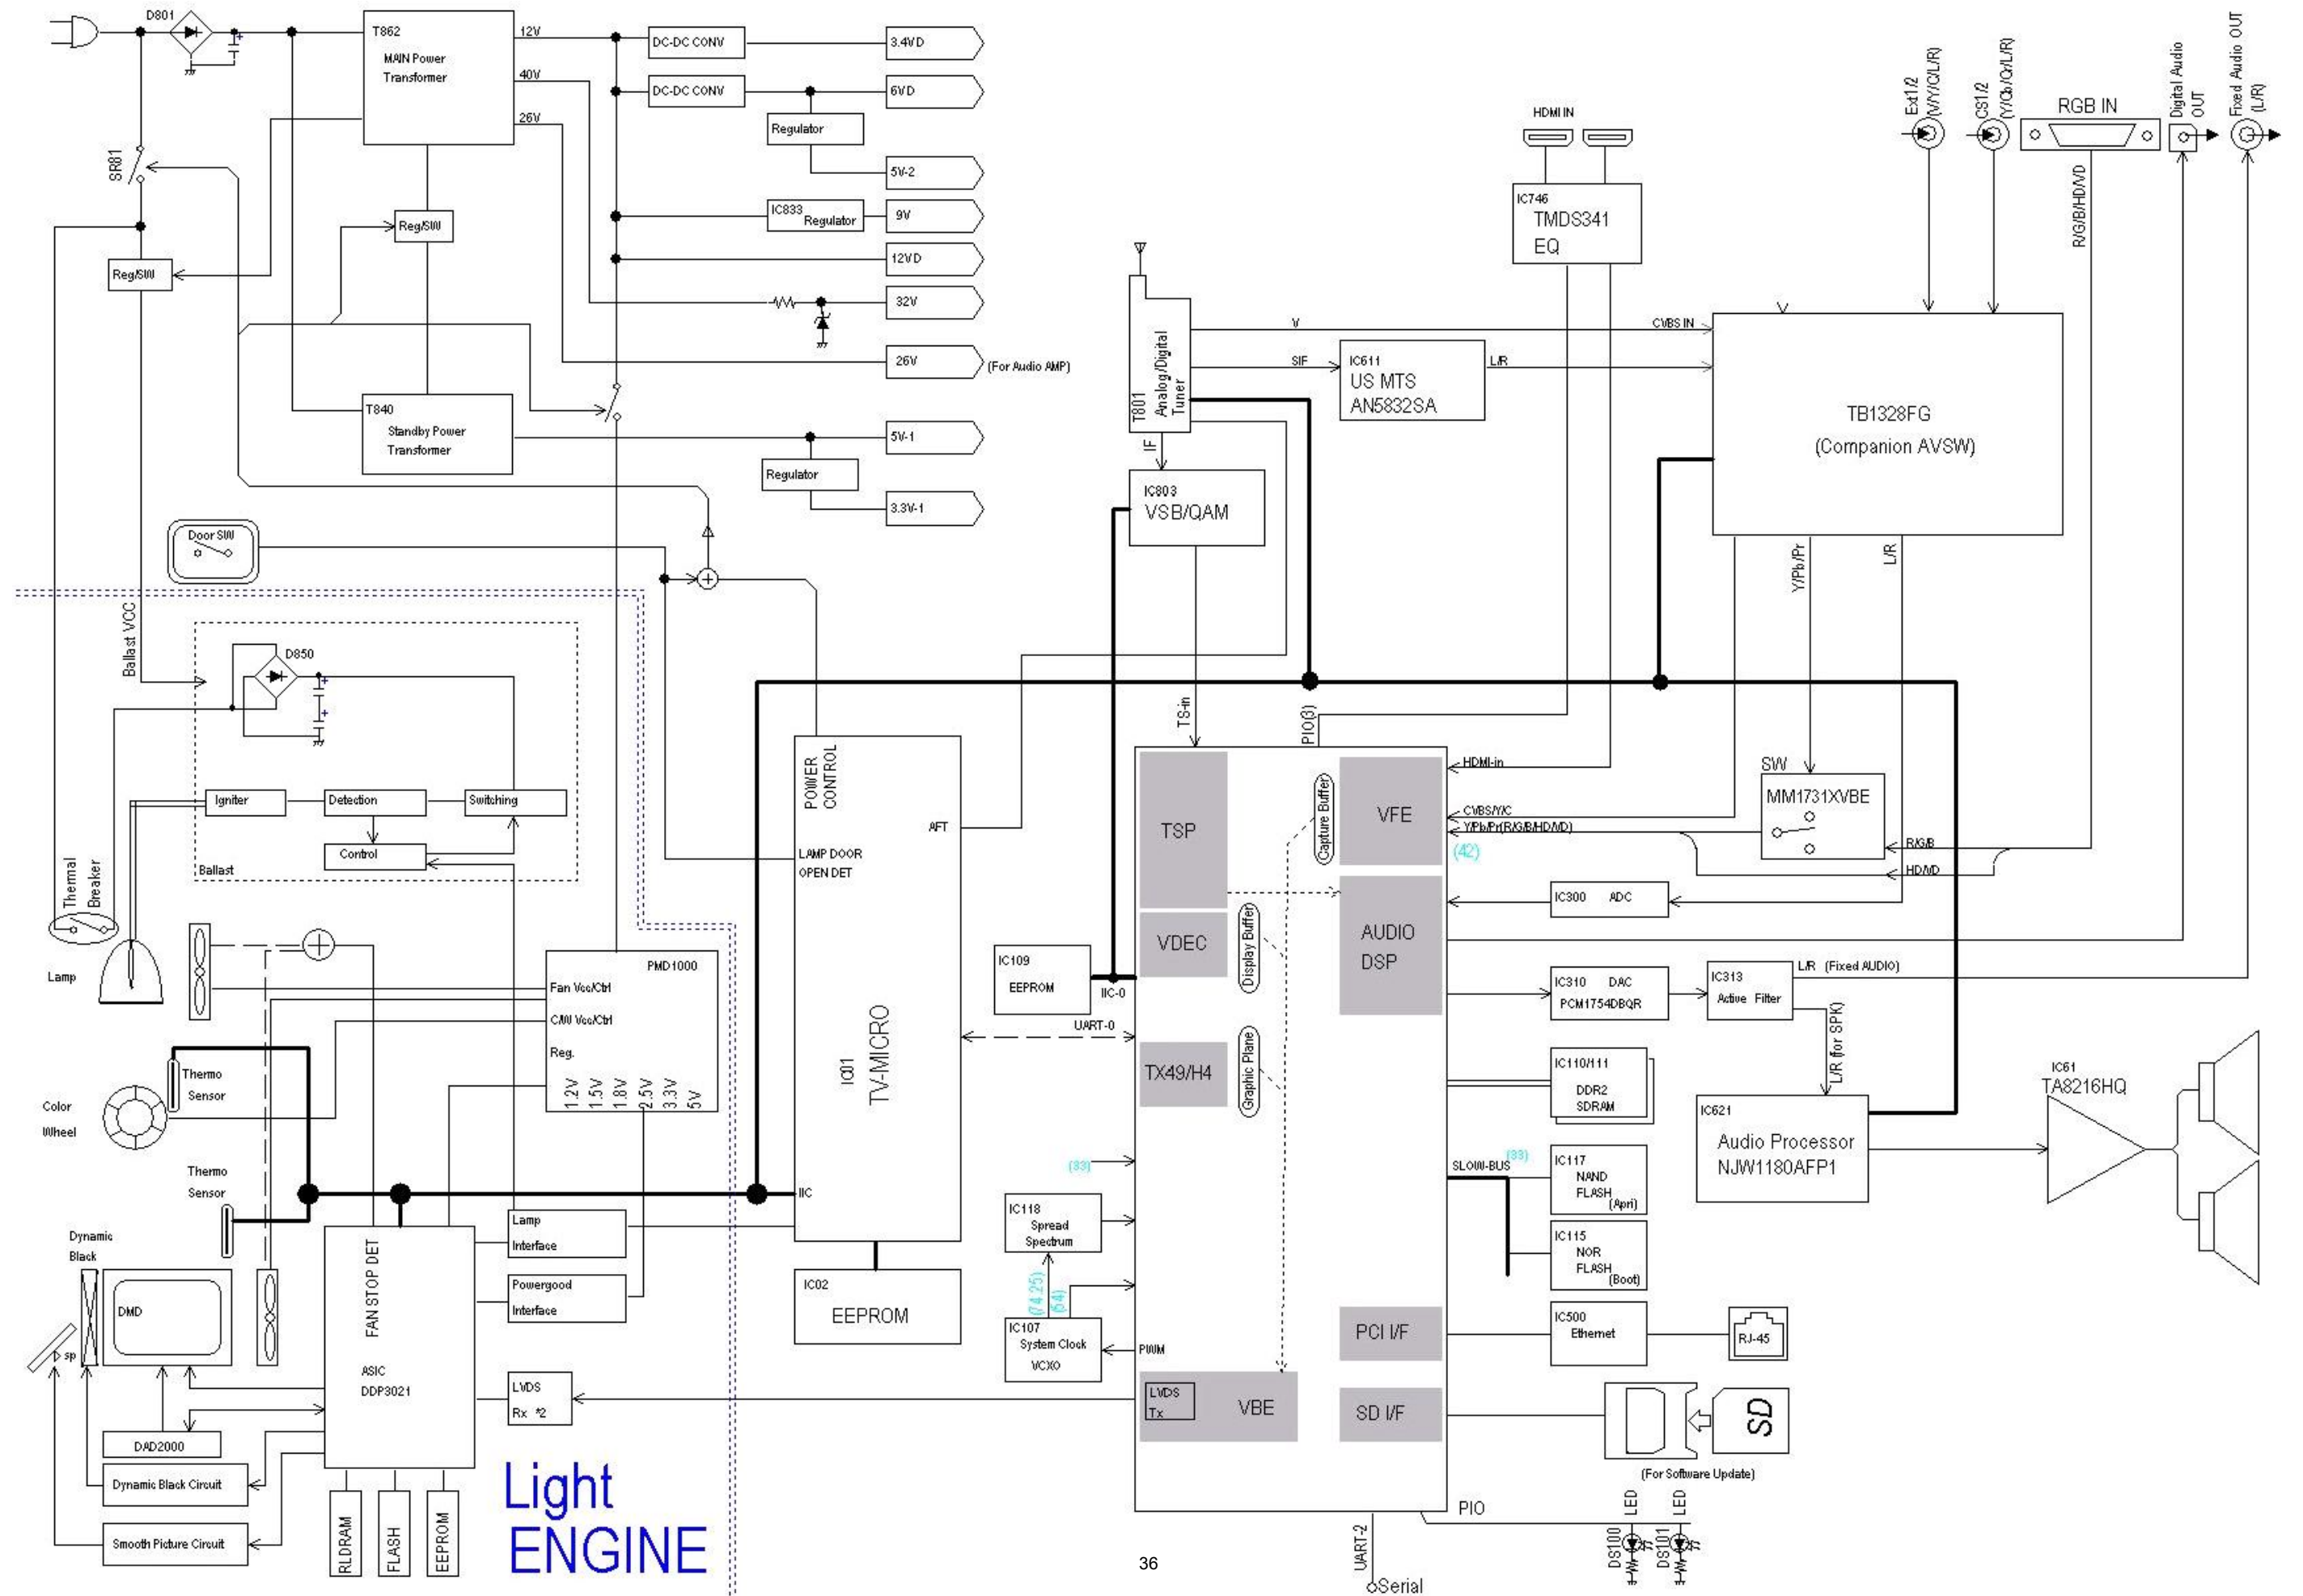 D801
T862
MAIN Power
Transformer
12V
40V
26V
DC-DC CONV
3.4VD
DC-DC CONV
6VD
Regulator
5V-2
IC833
Regulator
9V
12VD
32V
26V
(For Audio AMP)
SR81
Reg/SW
Reg/SW
T840
Standby Power
Transformer
5V-1
Regulator
3.3V-1
Door SW
Ballast VCC
D850
Igniter
Detection
Switching
Control
Ballast
Thermal
Breaker
Lamp
PMD1000
Fan Vcc/Ctrl
C/W Vcc/Ctrl
Reg.
1.2V
1.5V
1.8V
2.5V
3.3V
5V
Thermo
Sensor
Color
Wheel
Thermo
Sensor
Dynamic
Black
DMD
sp
DAD2000
Dynamic Black Circuit
Smooth Picture Circuit
FAN STOP DET
ASIC
DDP3021
RLDRAM
FLASH
EEPROM
Lamp
Interface
Powergood
Interface
LVDS
Rx *2
Light
ENGINE
POWER
CONTROL
AFT
LAMP DOOR
OPEN DET
IC01
TV-MICRO
IIC
IC02
EEPROM
HDMI IN
IC746
TMDS341
EQ
T801
Analog/Digital
Tuner
V
CVBS IN
SIF
IC611
US MTS
AN5832SA
L/R
IF
IC803
VSB/QAM
TS-in
PIO(3)
Ext1/2
(V/Y/C/L/R)
CS1/2
(Y/Cb/Cr/L/R)
RGB IN
R/G/B/HD/VD
Digital Audio
OUT
Fixed Audio OUT
(L/R)
TB1328FG
(Companion AVSW)
Y/Pb/Pr
L/R
SW
MM1731XVBE
R/G/B
HD/VD
HDMI-in
CVBS/Y/C
Y/Pb/Pr(R/G/B/HD/VD)
(42)
TSP
VFE
Capture Buffer
VDEC
AUDIO
DSP
Display Buffer
TX49/H4
Graphic Plane
IC109
EEPROM
IIC-0
UART-0
IC300 ADC
IC310 DAC
PCM1754DBQR
IC313
Active Filter
L/R (Fixed AUDIO)
L/R (for SPK)
IC110/111
DDR2
SDRAM
IC621
Audio Processor
NJW1180AFP1
IC61
TA8216HQ
(33)
SLOW-BUS
(33)
IC117
NAND
FLASH
(Apri)
IC115
NOR
FLASH
(Boot)
IC118
Spread
Spectrum
(74.25)
(54)
IC107
System Clock
VCXO
PWM
LVDS
Tx
VBE
PCI I/F
IC500
Ethernet
RJ-45
SD I/F
SD
(For Software Update)
PIO
LED
LED
DS100
DS101
UART-2
Serial
36